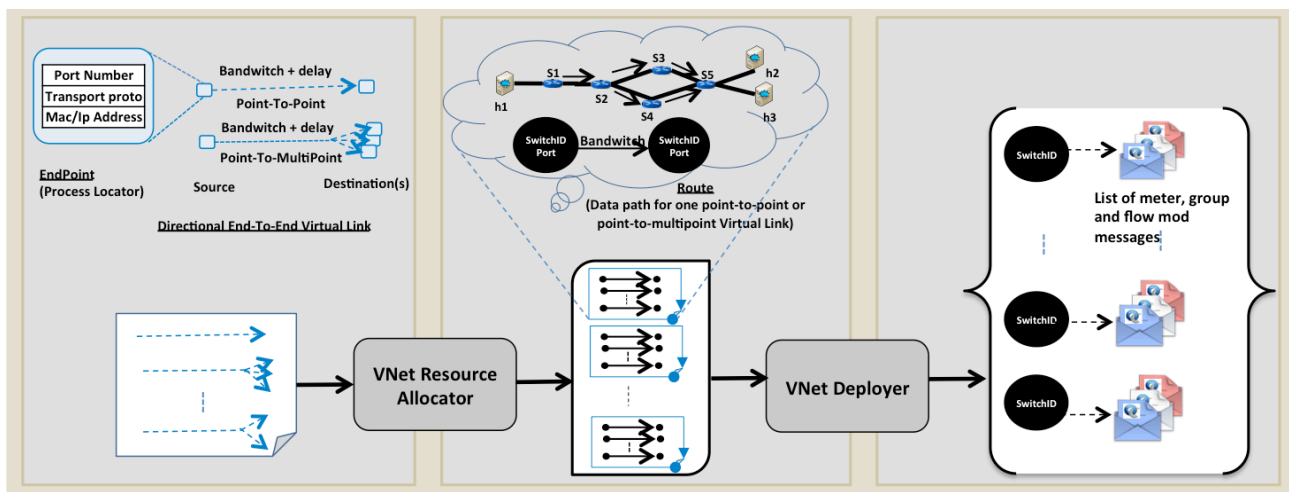 Port Number
Transport proto
Mac/Ip Address
EndPoint
(Process Locator)
Bandwitch + delay
Point-To-Point
Bandwitch + delay
Point-To-MultiPoint
Source
Destination(s)
Directional End-To-End Virtual Link
VNet Resource
Allocator
h1
S1
S2
S3
S4
S5
h2
h3
SwitchID
Port
Bandwitch
SwitchID
Port
Route
(Data path for one point-to-point or
point-to-multipoint Virtual Link)
VNet Deployer
SwitchID
List of meter, group
and flow mod
messages
SwitchID
SwitchID